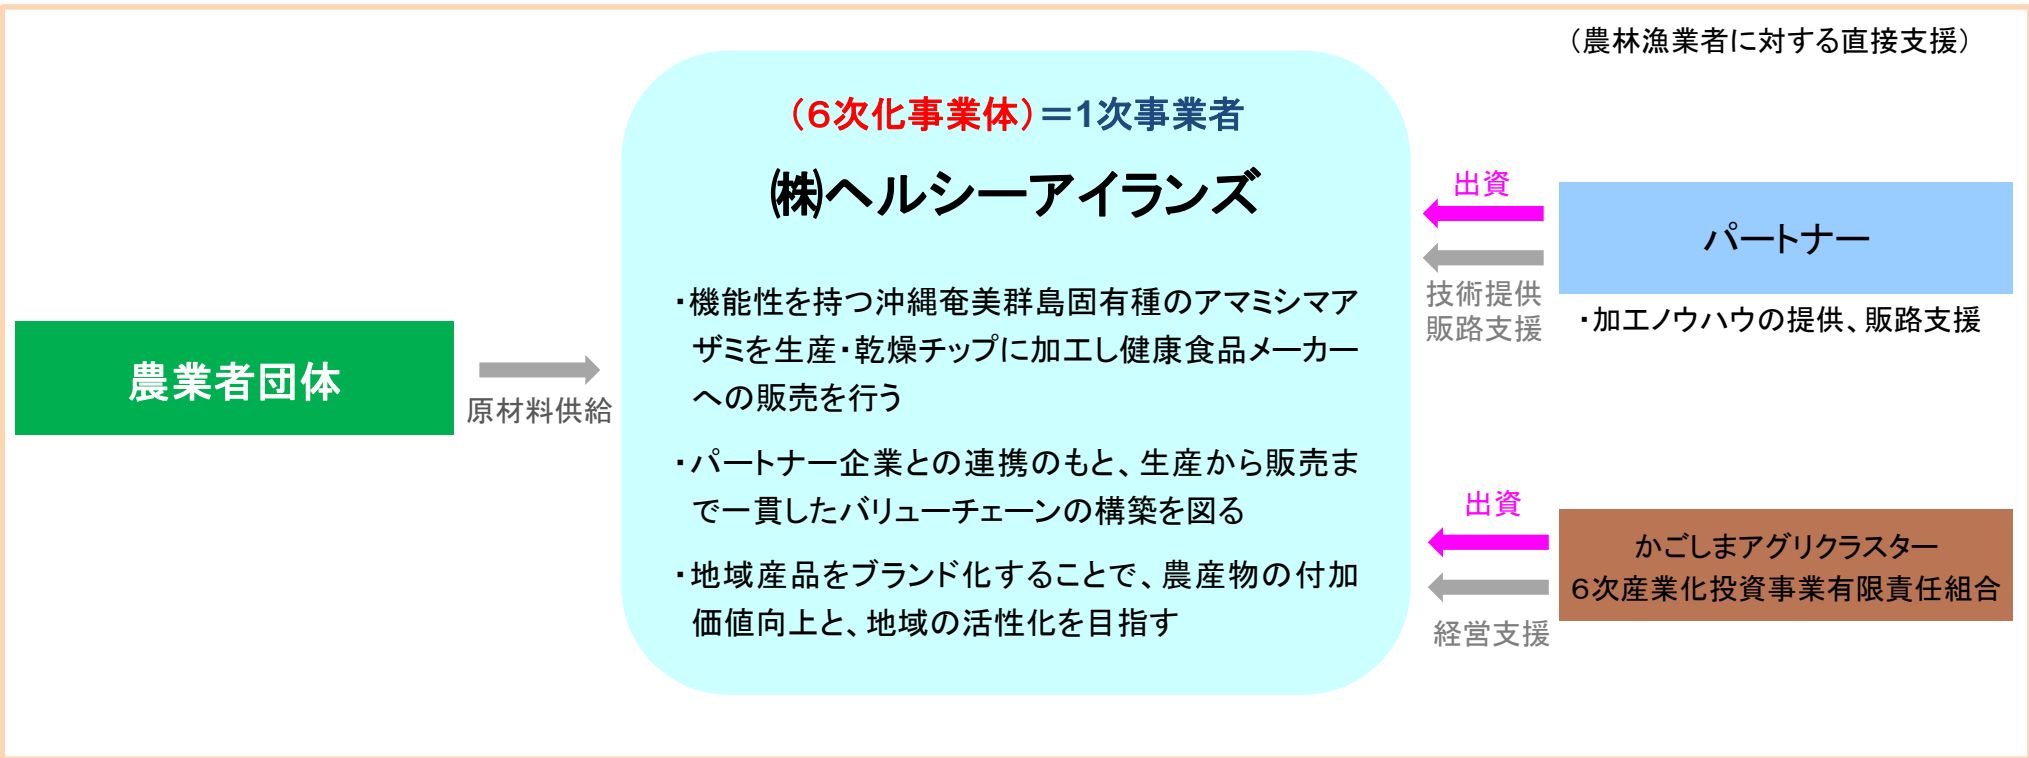 （農林漁業者に対する直接支援）
（６次化事業体）＝1次事業者
㈱ヘルシーアイランズ
・機能性を持つ沖縄奄美群島固有種のアマミシマア
ザミを生産・乾燥チップに加工し健康食品メーカー
への販売を行う
・パートナー企業との連携のもと、生産から販売ま
で一貫したバリューチェーンの構築を図る
・地域産品をブランド化することで、農産物の付加
価値向上と、地域の活性化を目指す
農業者団体
原材料供給
出資
技術提供
販路支援
パートナー
・加工ノウハウの提供、販路支援
出資
経営支援
かごしまアグリクラスター
６次産業化投資事業有限責任組合